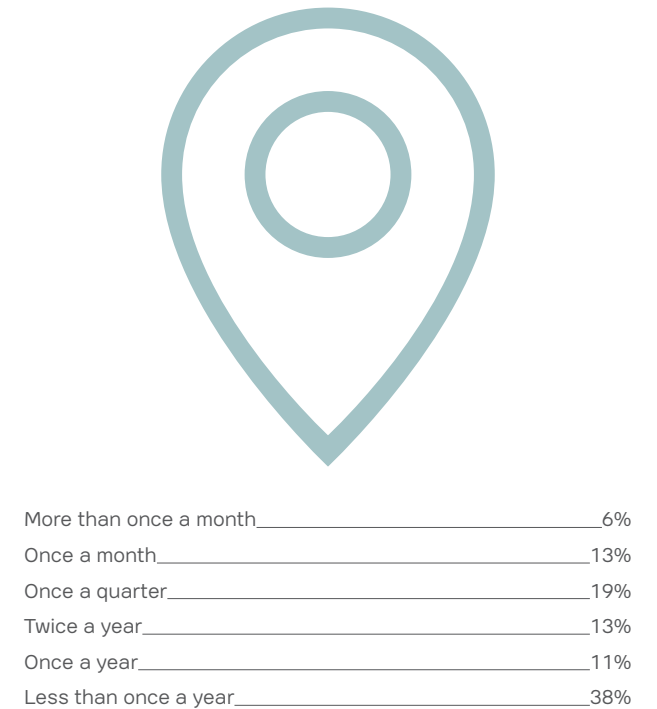 More than once a month 6%
Once a month 13%
Once a quarter 19%
Twice a year 13%
Once a year 11%
Less than once a year 38%